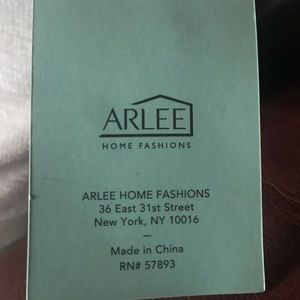 ARLEE
HOME FASHIONS
ARLEE HOME FASHIONS
36 East 31st Street
New York, NY 10016
—
Made in China
RN# 57893